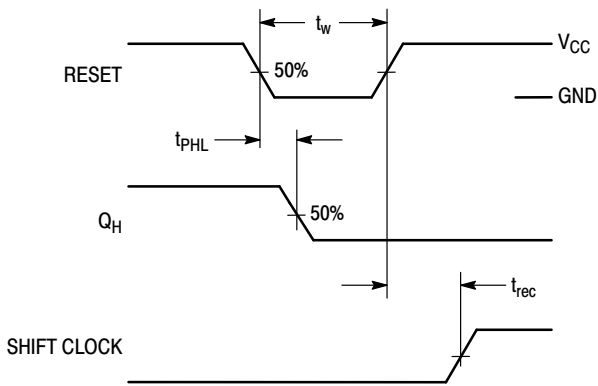 t_w
V_CC
RESET
50%
GND
t_PHL
Q_H
50%
t_rec
SHIFT CLOCK